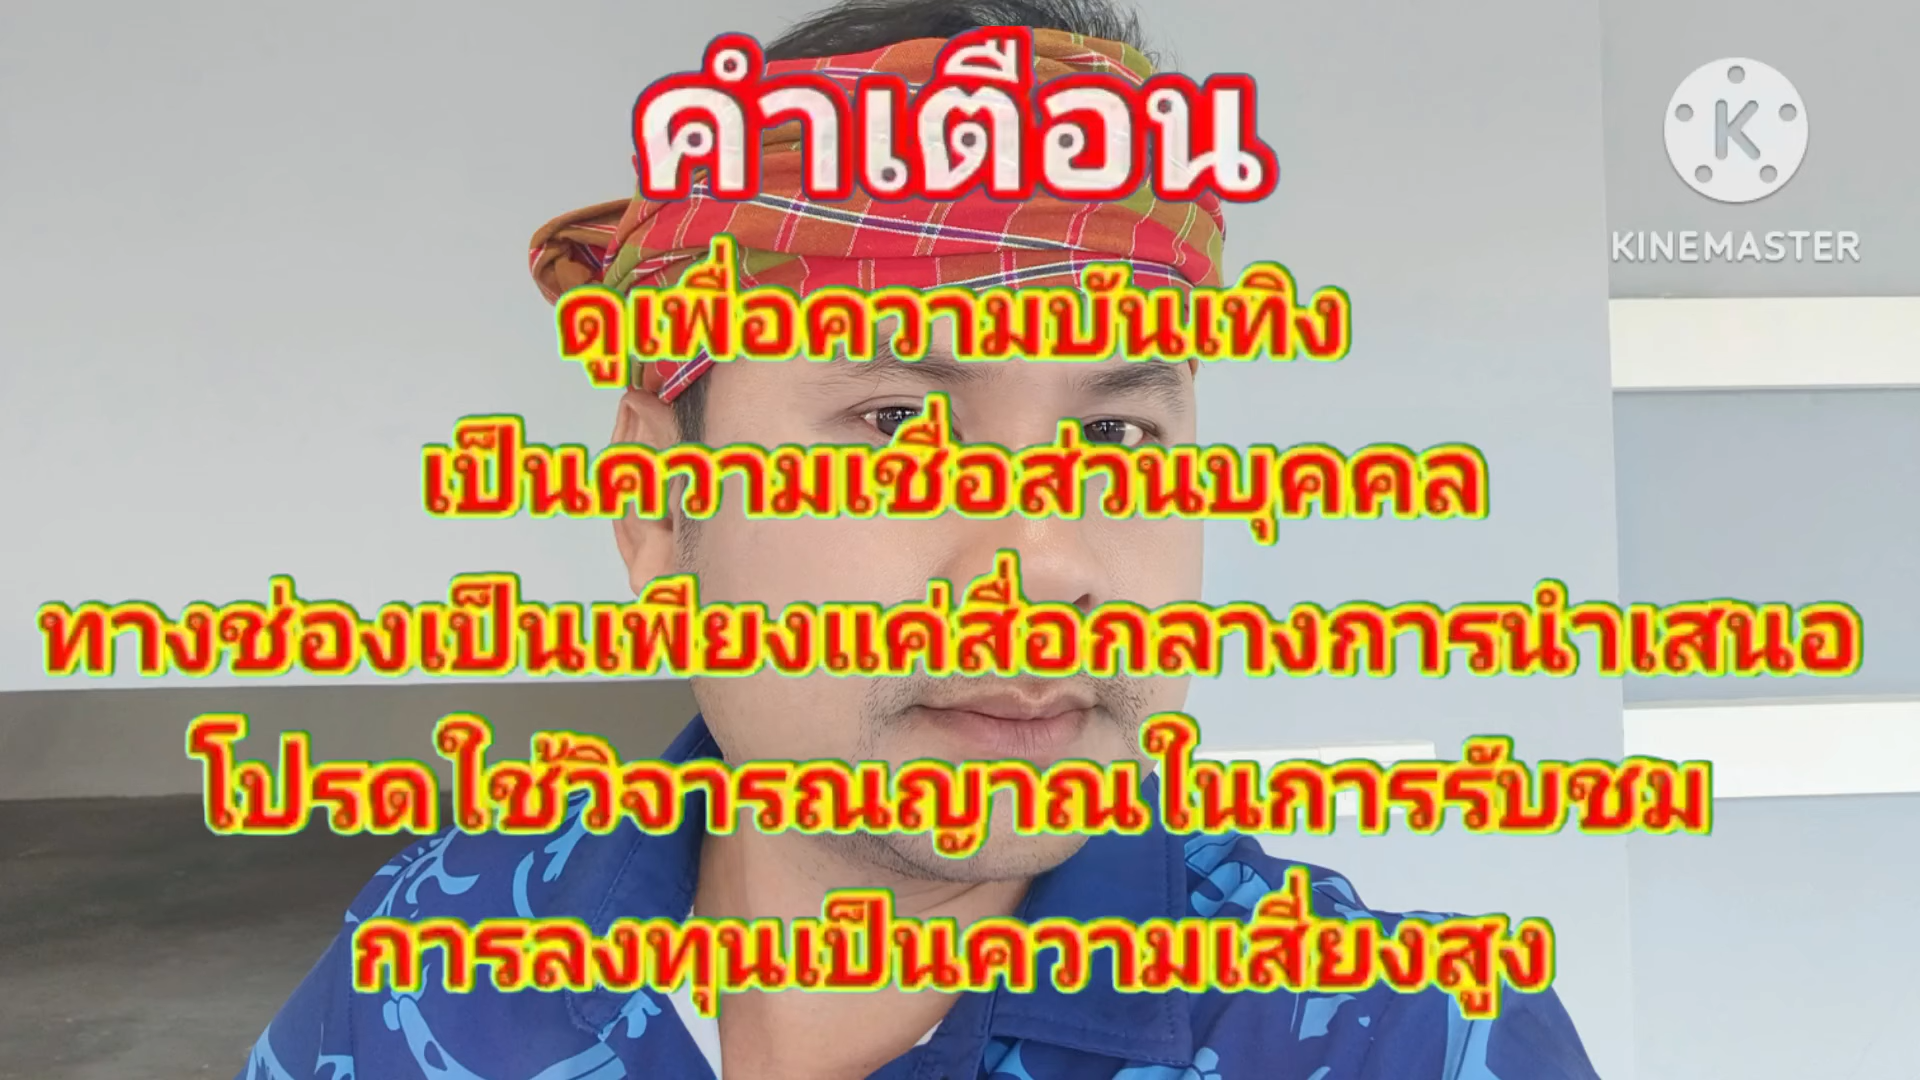 คำเตือน
ดูเพื่อความบันเทิง
เป็นความเชื่อส่วนบุคคล
ทางช่องเป็นเพียงแค่สื่อกลางการนำเสนอ
โปรดใช้วิจารณญาณในการรับชม
การลงทุนเป็นความเสี่ยงสูง
K
KINEMASTER